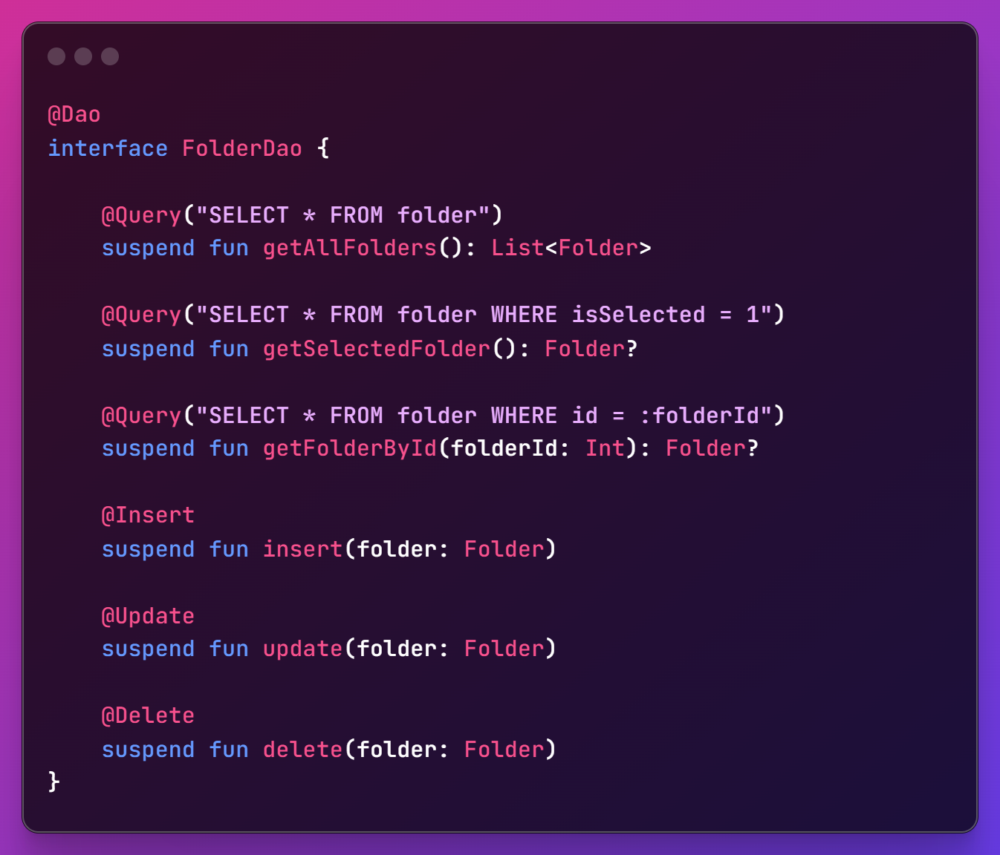 @Dao
interface FolderDao {
    @Query("SELECT * FROM folder")
    suspend fun getAllFolders(): List<Folder>
    @Query("SELECT * FROM folder WHERE isSelected = 1")
    suspend fun getSelectedFolder(): Folder?
    @Query("SELECT * FROM folder WHERE id = :folderId")
    suspend fun getFolderById(folderId: Int): Folder?
    @Insert
    suspend fun insert(folder: Folder)
    @Update
    suspend fun update(folder: Folder)
    @Delete
    suspend fun delete(folder: Folder)
}